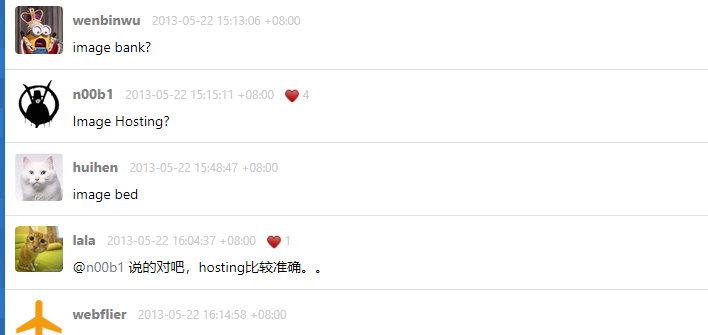 wenbinwu 2013-05-22 15:13:06 +08:00
image bank?
n00b1 2013-05-22 15:15:11 +08:00 4
Image Hosting?
huihen 2013-05-22 15:48:47 +08:00
image bed
lala 2013-05-22 16:04:37 +08:00 1
@n00b1 说的对吧，hosting比较准确。。
webflier 2013-05-22 16:14:58 +08:00